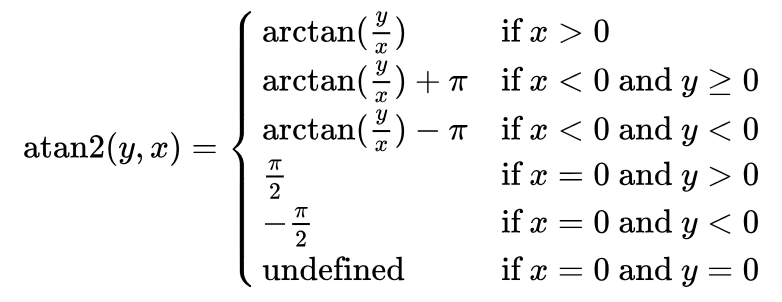 atan2(y, x) =
arctan(y/x) if x > 0
arctan(y/x) + π if x < 0 and y ≥ 0
arctan(y/x) − π if x < 0 and y < 0
π/2 if x = 0 and y > 0
−π/2 if x = 0 and y < 0
undefined if x = 0 and y = 0